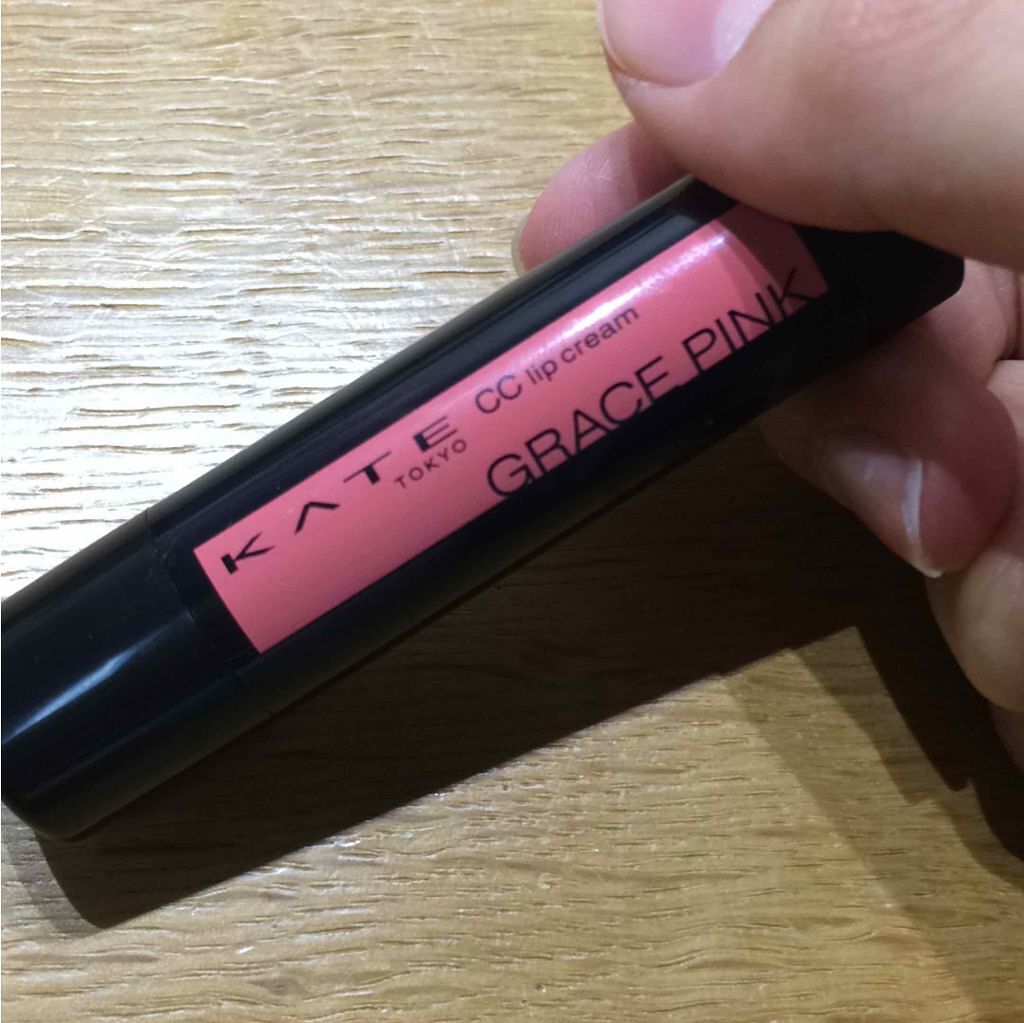 KATE
TOKYO
CC lip cream
GRACE PINK